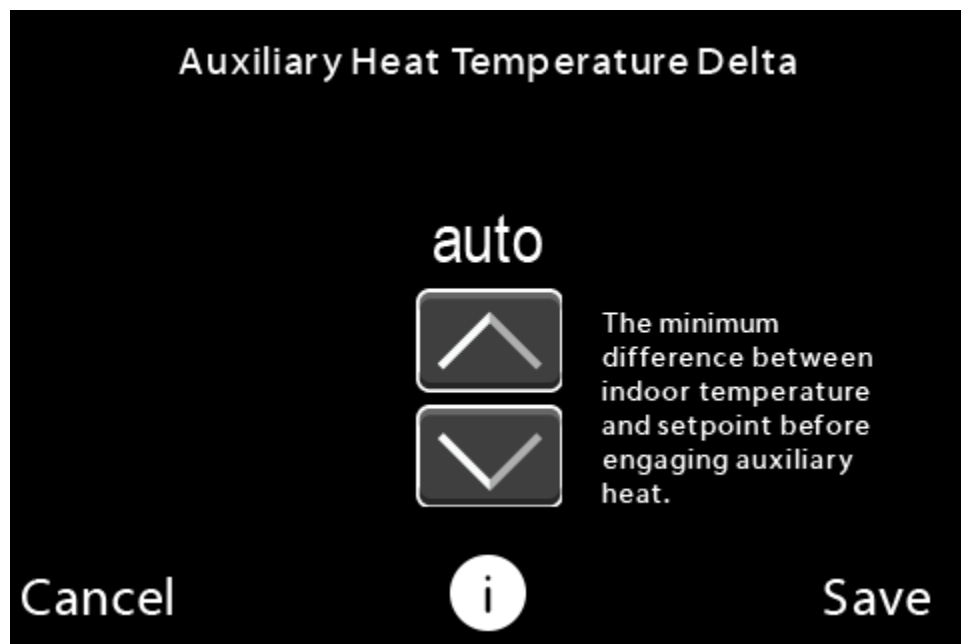 Auxiliary Heat Temperature Delta
auto
The minimum
difference between
indoor temperature
and setpoint before
engaging auxiliary
heat.
Cancel
i
Save